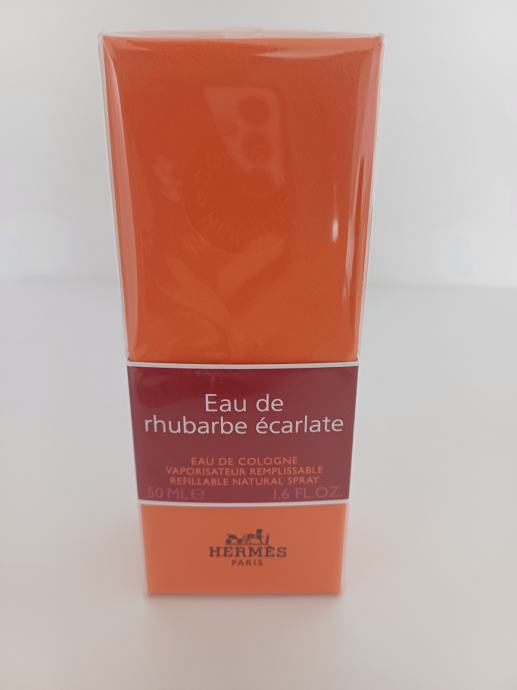 Eau de
rhubarbe écarlate
EAU DE COLOGNE
VAPORISATEUR REMPLISSABLE
REFILLABLE NATURAL SPRAY
50 ML e 1.6 FL.OZ.
HERMÈS
PARIS